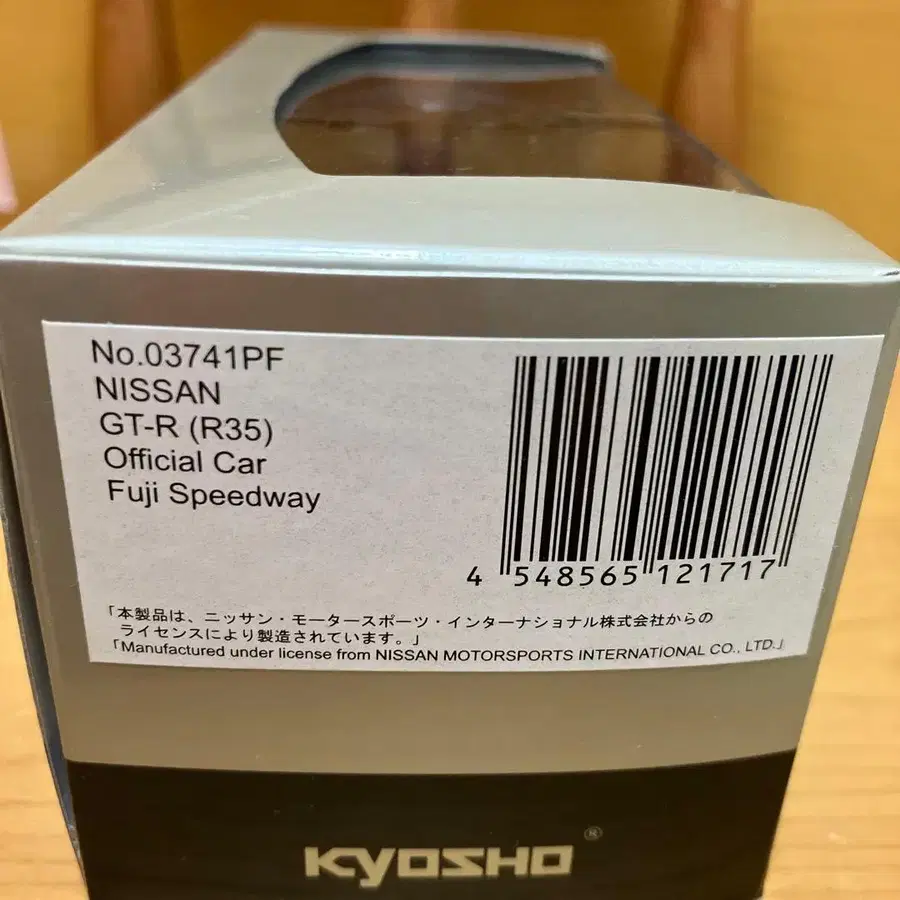 No.03741PF
NISSAN
GT-R (R35)
Official Car
Fuji Speedway
4 548565 121717
「本製品は、ニッサン・モータースポーツ・インターナショナル株式会社からの
ライセンスにより製造されています。」
「Manufactured under license from NISSAN MOTORSPORTS INTERNATIONAL CO., LTD.」
KYOSHO®